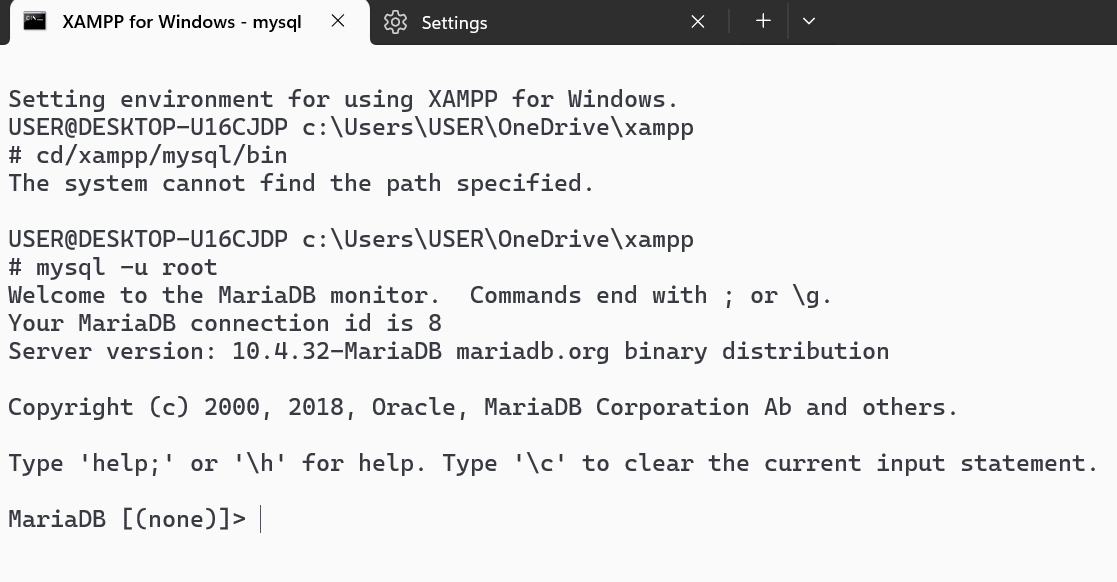 XAMPP for Windows - mysql
Settings
Setting environment for using XAMPP for Windows.
USER@DESKTOP-U16CJDP c:\Users\USER\OneDrive\xampp
# cd/xampp/mysql/bin
The system cannot find the path specified.
USER@DESKTOP-U16CJDP c:\Users\USER\OneDrive\xampp
# mysql -u root
Welcome to the MariaDB monitor.  Commands end with ; or \g.
Your MariaDB connection id is 8
Server version: 10.4.32-MariaDB mariadb.org binary distribution
Copyright (c) 2000, 2018, Oracle, MariaDB Corporation Ab and others.
Type 'help;' or '\h' for help. Type '\c' to clear the current input statement.
MariaDB [(none)]>